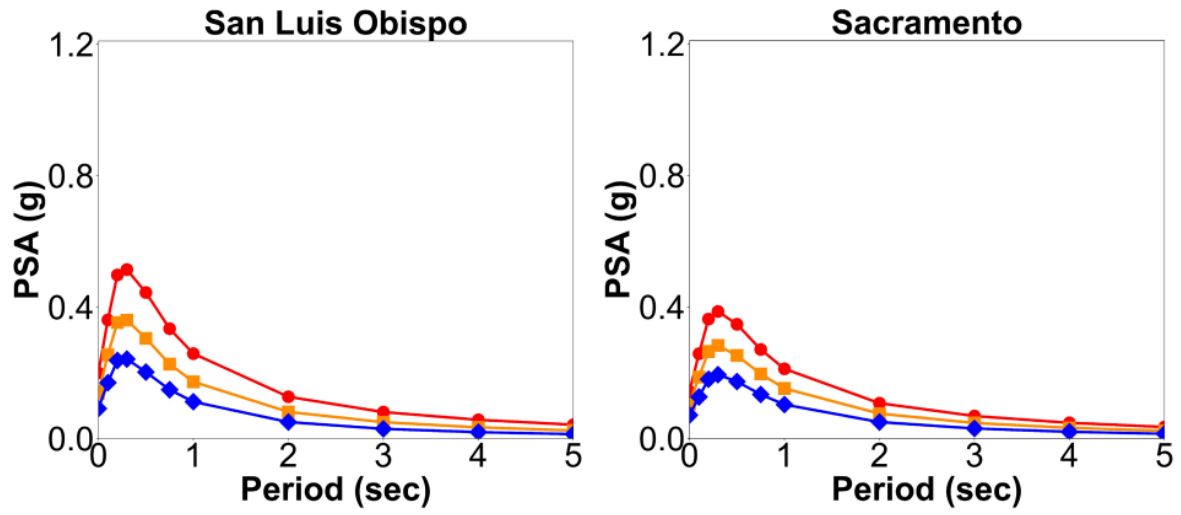 San Luis Obispo
1.2
0.8
0.4
0.0
PSA (g)
0 1 2 3 4 5
Period (sec)
Sacramento
1.2
0.8
0.4
0.0
PSA (g)
0 1 2 3 4 5
Period (sec)